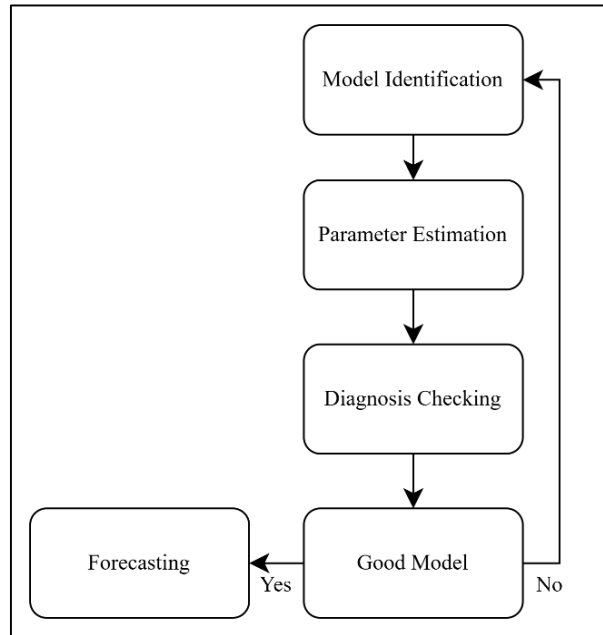 Model Identification
Parameter Estimation
Diagnosis Checking
Good Model
Forecasting
Yes
No